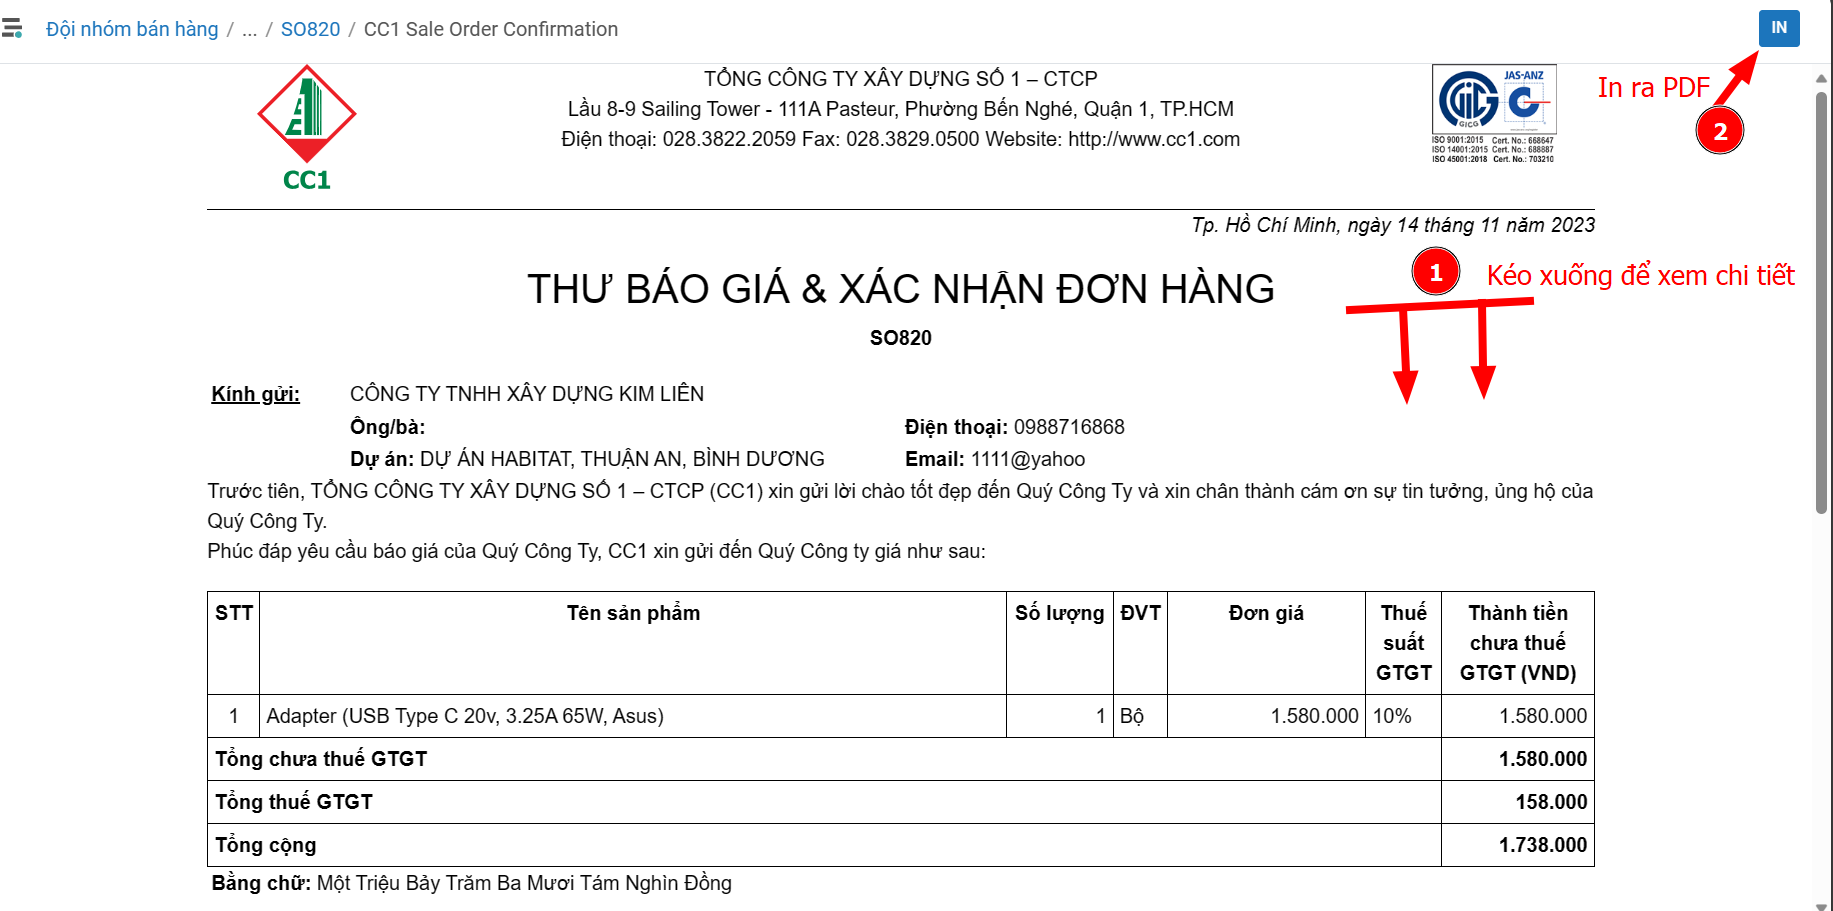 Đội nhóm bán hàng / ... / SO820 / CC1 Sale Order Confirmation
IN
In ra PDF
2
CC1
TỔNG CÔNG TY XÂY DỰNG SỐ 1 – CTCP
Lầu 8-9 Sailing Tower - 111A Pasteur, Phường Bến Nghé, Quận 1, TP.HCM
Điện thoại: 028.3822.2059 Fax: 028.3829.0500 Website: http://www.cc1.com
GIC
GICG
JAS-ANZ
C
ISO 9001:2015 Cert. No.: 668647
ISO 14001:2015 Cert. No.: 688887
ISO 45001:2018 Cert. No.: 703210
Tp. Hồ Chí Minh, ngày 14 tháng 11 năm 2023
1 Kéo xuống để xem chi tiết
THƯ BÁO GIÁ & XÁC NHẬN ĐƠN HÀNG
SO820
Kính gửi: CÔNG TY TNHH XÂY DỰNG KIM LIÊN
Ông/bà: Điện thoại: 0988716868
Dự án: DỰ ÁN HABITAT, THUẬN AN, BÌNH DƯƠNG Email: 1111@yahoo
Trước tiên, TỔNG CÔNG TY XÂY DỰNG SỐ 1 – CTCP (CC1) xin gửi lời chào tốt đẹp đến Quý Công Ty và xin chân thành cám ơn sự tin tưởng, ủng hộ của
Quý Công Ty.
Phúc đáp yêu cầu báo giá của Quý Công Ty, CC1 xin gửi đến Quý Công ty giá như sau:
STT Tên sản phẩm Số lượng ĐVT Đơn giá Thuế Thành tiền
suất chưa thuế
GTGT GTGT (VND)
1 Adapter (USB Type C 20v, 3.25A 65W, Asus) 1 Bộ 1.580.000 10% 1.580.000
Tổng chưa thuế GTGT 1.580.000
Tổng thuế GTGT 158.000
Tổng cộng 1.738.000
Bằng chữ: Một Triệu Bảy Trăm Ba Mươi Tám Nghìn Đồng